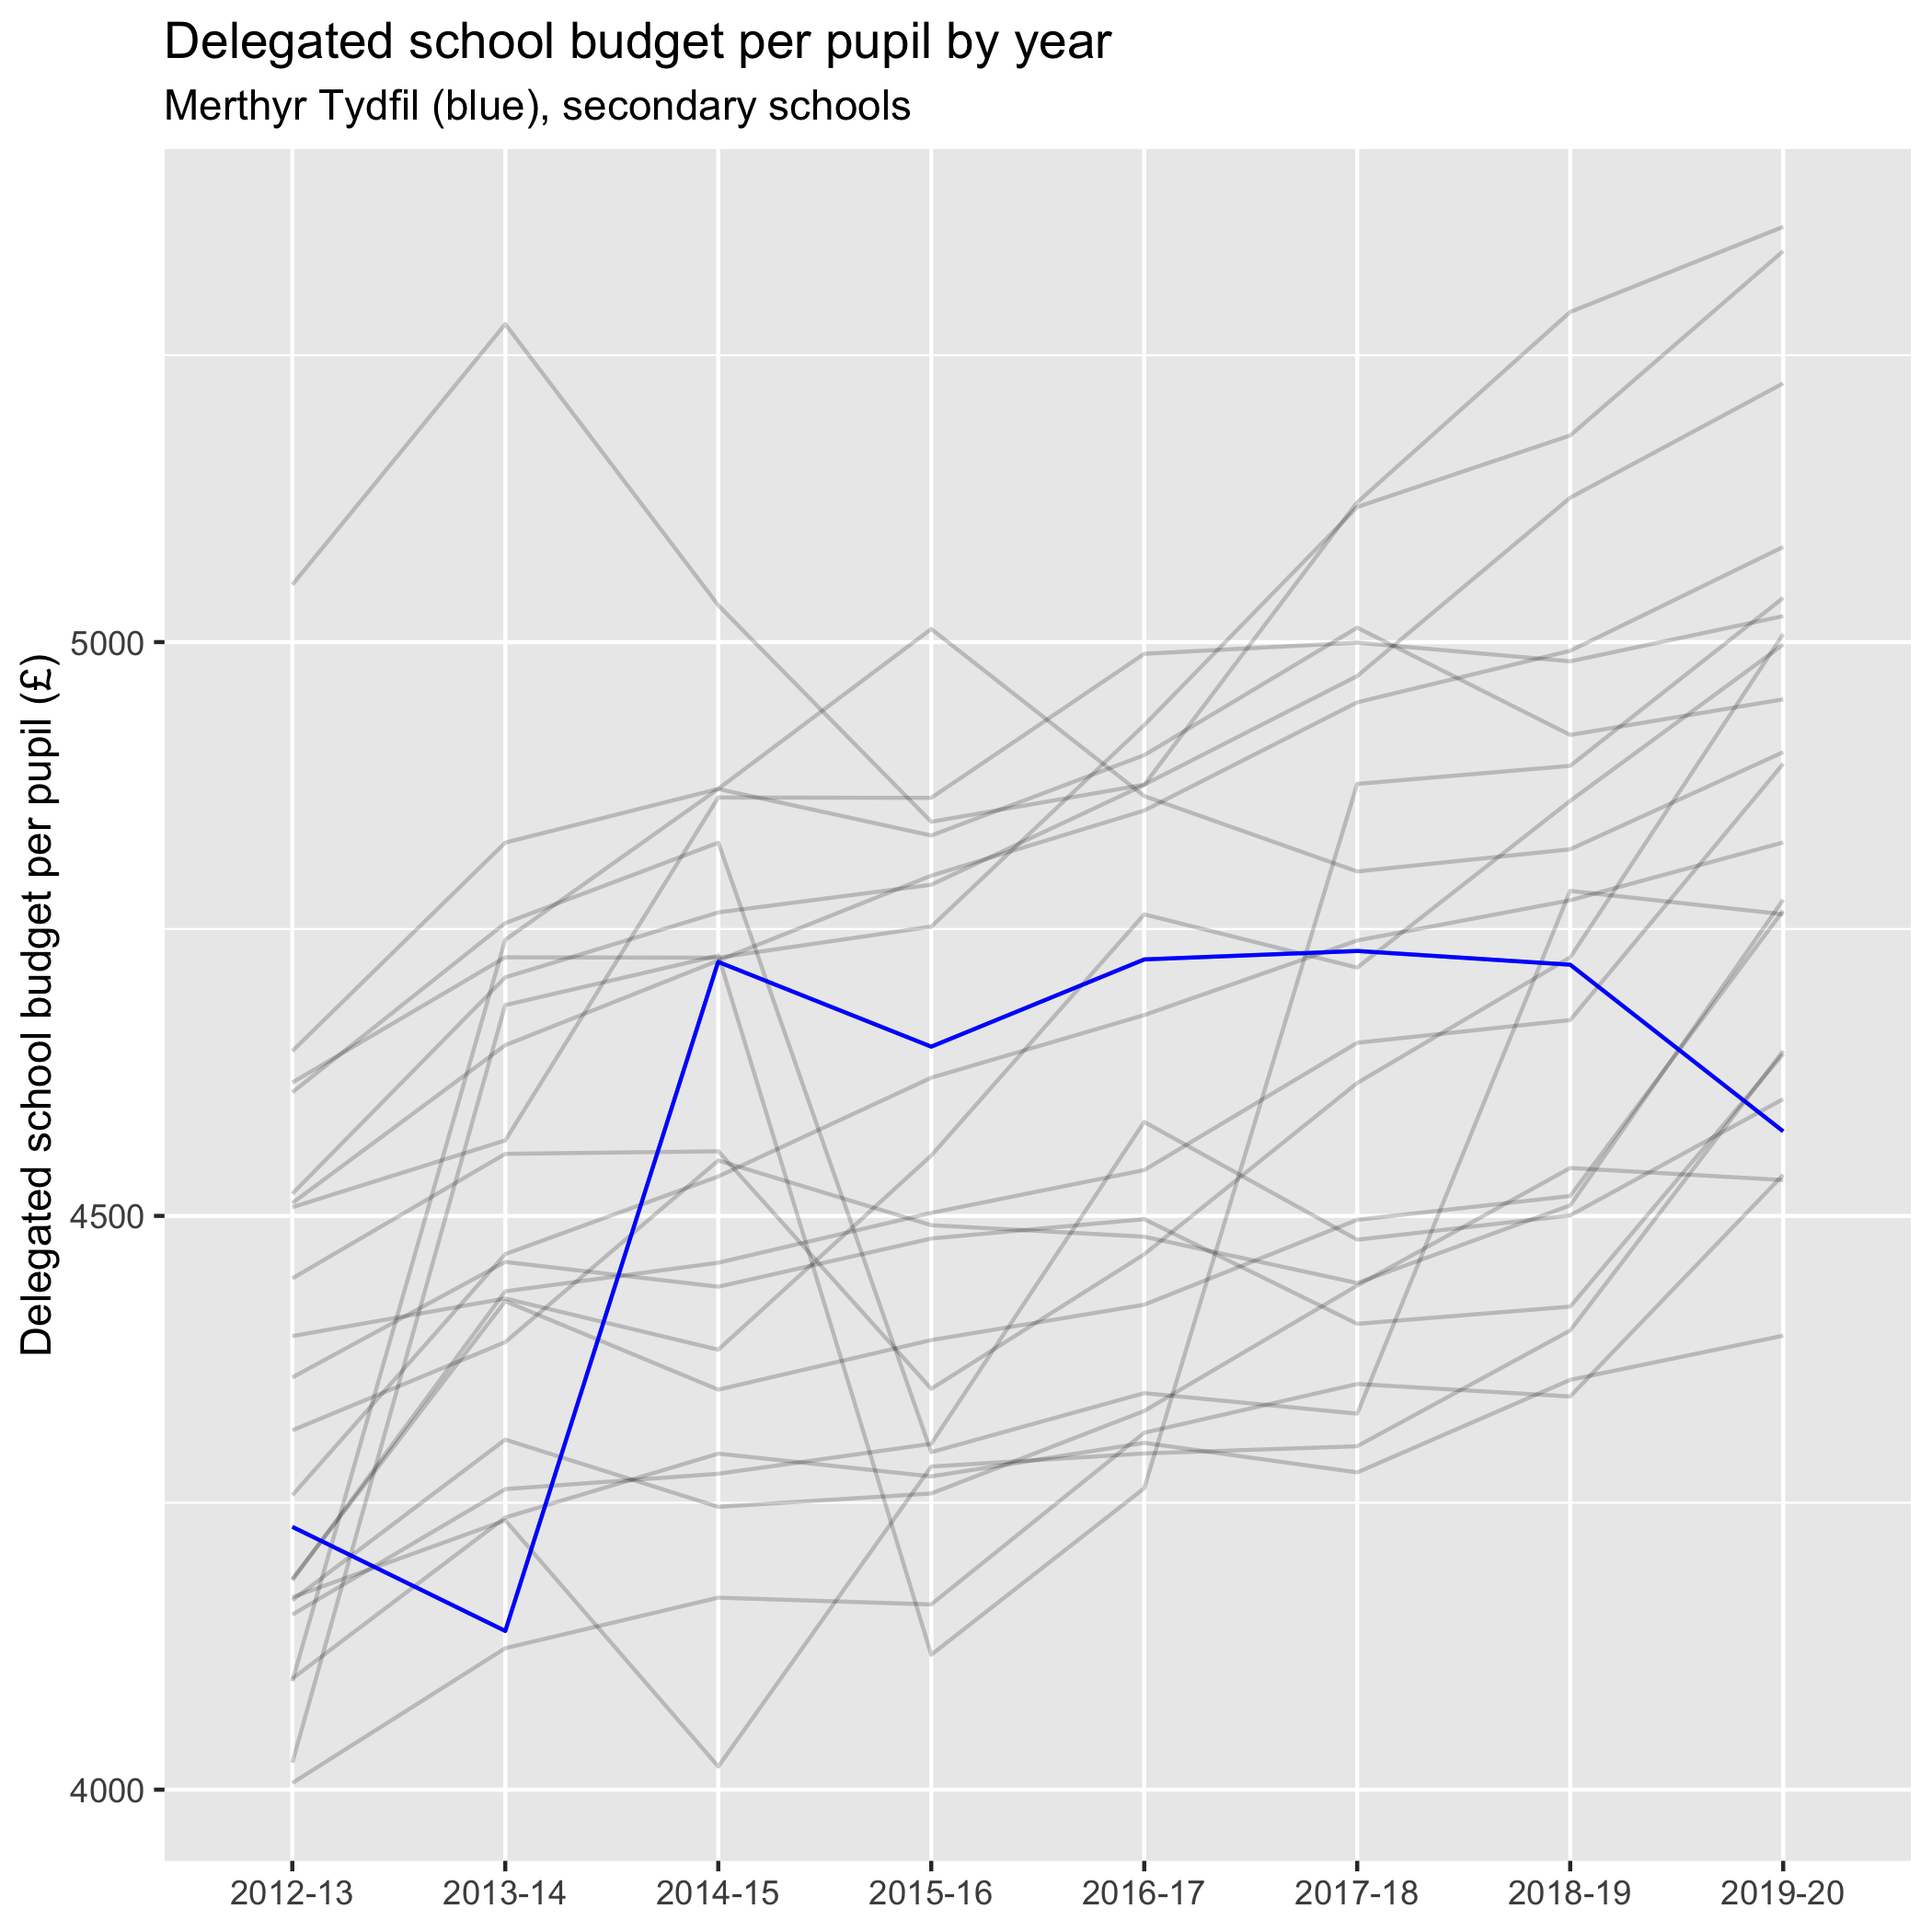 Delegated school budget per pupil by year
Merthyr Tydfil (blue), secondary schools
Delegated school budget per pupil (£)
5000
4500
4000
2012-13 2013-14 2014-15 2015-16 2016-17 2017-18 2018-19 2019-20